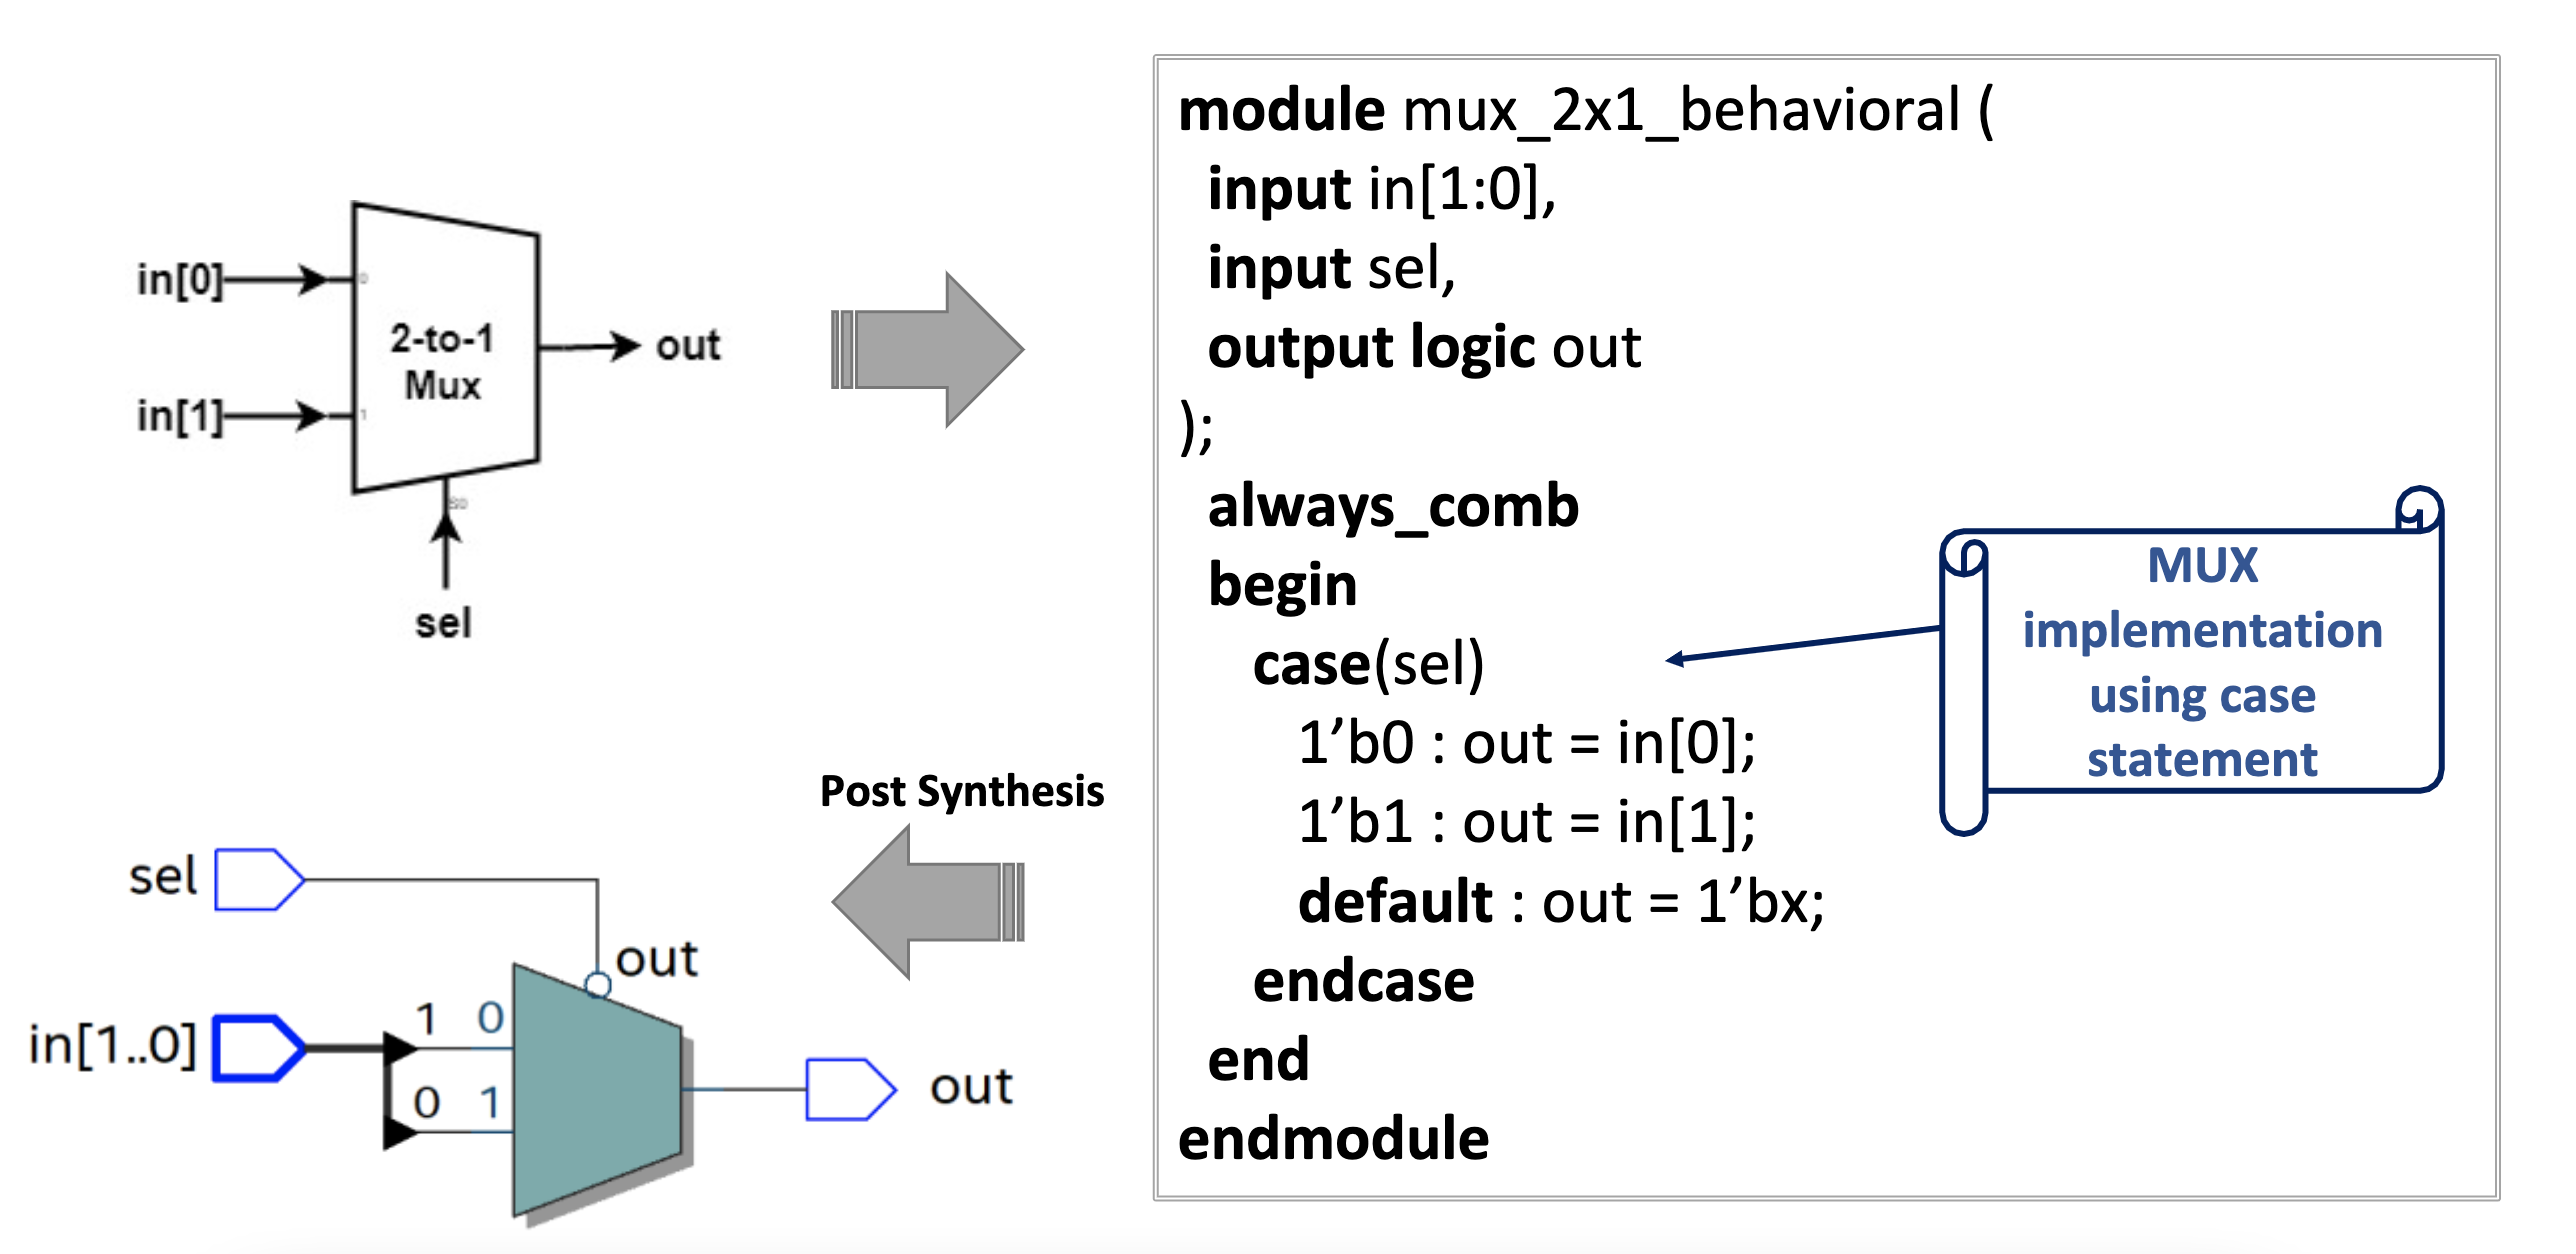 in[0]
0
2-to-1
Mux
out
in[1]
1
S0
sel
module mux_2x1_behavioral (
input in[1:0],
input sel,
output logic out
);
always_comb
begin
case(sel)
1’b0 : out = in[0];
1’b1 : out = in[1];
default : out = 1’bx;
endcase
end
endmodule
MUX
implementation
using case
statement
Post Synthesis
sel
out
in[1..0]
1 0
0 1
out